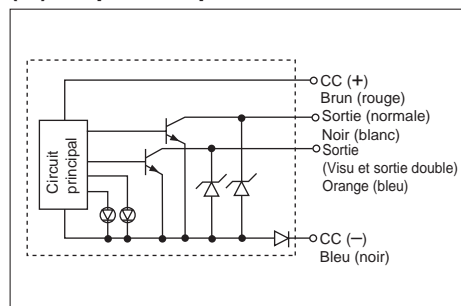 CC (+)
Brun (rouge)
Sortie (normale)
Noir (blanc)
Sortie
(Visu et sortie double)
Orange (bleu)
Circuit
principal
CC (−)
Bleu (noir)